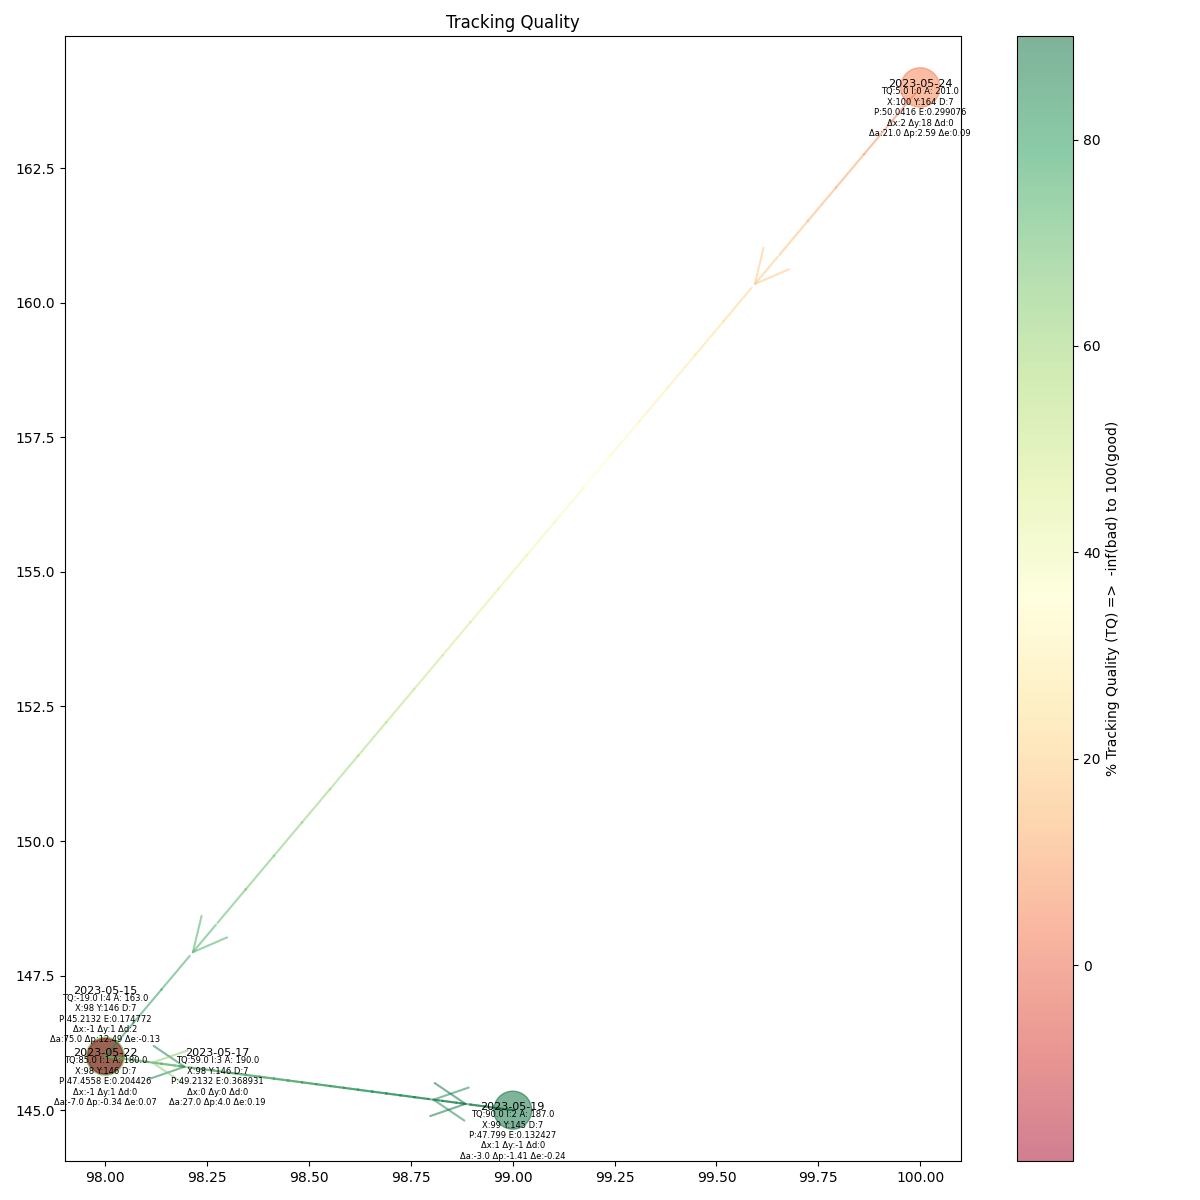 Tracking Quality
2023-05-24
TQ:5.0 I:0 A: 201.0
X:100 Y:164 D:7
P:50.0416 E:0.299076
Δx:2 Δy:18 Δd:0
Δa:21.0 Δp:2.59 Δe:0.09
2023-05-15
TQ:-19.0 I:4 A: 163.0
X:98 Y:146 D:7
P:45.2132 E:0.174772
Δx:-1 Δy:1 Δd:2
Δa:75.0 Δp:12.49 Δe:-0.13
2023-05-22
TQ:85.0 I:1 A: 180.0
X:98 Y:146 D:7
P:47.4558 E:0.204426
Δx:-1 Δy:1 Δd:0
Δa:-7.0 Δp:-0.34 Δe:0.07
2023-05-17
TQ:59.0 I:3 A: 190.0
X:98 Y:146 D:7
P:49.2132 E:0.368931
Δx:0 Δy:0 Δd:0
Δa:27.0 Δp:4.0 Δe:0.19
2023-05-19
TQ:90.0 I:2 A: 187.0
X:99 Y:145 D:7
P:47.799 E:0.132427
Δx:1 Δy:-1 Δd:0
Δa:-3.0 Δp:-1.41 Δe:-0.24
162.5
160.0
157.5
155.0
152.5
150.0
147.5
145.0
98.00
98.25
98.50
98.75
99.00
99.25
99.50
99.75
100.00
80
60
40
20
0
% Tracking Quality (TQ) => -inf(bad) to 100(good)